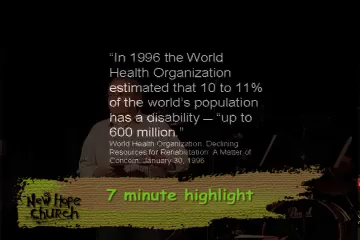 “In 1996 the World
Health Organization
estimated that 10 to 11%
of the world's population
has a disability — “up to
600 million.”
World Health Organization. Declining
Resources for Rehabilitation: A Matter of
Concern. January 30, 1996
7 minute highlight
New Hope
Church